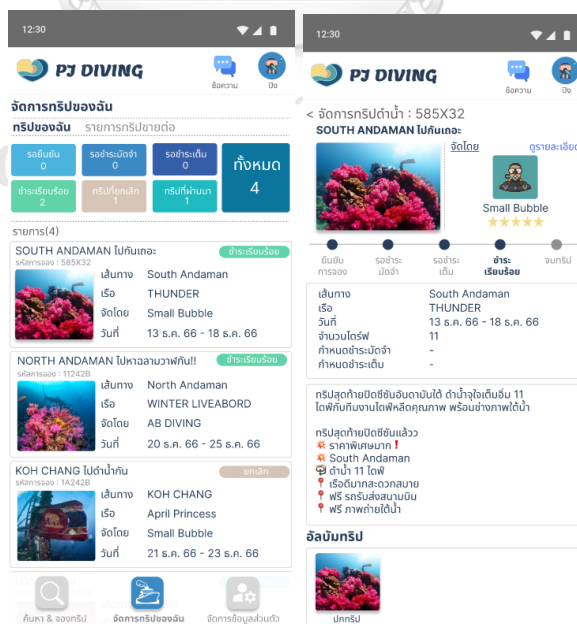 12:30
PJ DIVING
ข้อความ
ปิง
จัดการทริปของฉัน
ทริปของฉัน รายการทริปขายต่อ
รอยืนยัน
0
รอชำระมัดจำ
0
รอชำระเต็ม
0
ทั้งหมด
4
ชำระเรียบร้อย
2
ทริปที่ยกเลิก
1
ทริปที่ผ่านมา
1
รายการ(4)
SOUTH ANDAMAN ไปกันเถอะ ชำระเรียบร้อย
รหัสการจอง : 585X32
เส้นทาง South Andaman
เรือ THUNDER
จัดโดย Small Bubble
วันที่ 13 ธ.ค. 66 - 18 ธ.ค. 66
NORTH ANDAMAN ไปหาฉลามวาฬกัน!! ชำระเรียบร้อย
รหัสการจอง : 11242B
เส้นทาง North Andaman
เรือ WINTER LIVEABORD
จัดโดย AB DIVING
วันที่ 20 ธ.ค. 66 - 25 ธ.ค. 66
KOH CHANG ไปดำน้ำกัน ยกเลิก
รหัสการจอง : 1A242B
เส้นทาง KOH CHANG
เรือ April Princess
จัดโดย Small Bubble
วันที่ 21 ธ.ค. 66 - 23 ธ.ค. 66
ค้นหา & จองทริป จัดการทริปของฉัน จัดการข้อมูลส่วนตัว
12:30
PJ DIVING
ข้อความ
ปิง
< จัดการทริปดำน้ำ : 585X32
SOUTH ANDAMAN ไปกันเถอะ
จัดโดย ดูรายละเอียด
Small Bubble
ยืนยัน
การจอง
รอชำระ
มัดจำ
รอชำระ
เต็ม
ชำระ
เรียบร้อย
จบทริป
เส้นทาง South Andaman
เรือ THUNDER
วันที่ 13 ธ.ค. 66 - 18 ธ.ค. 66
จำนวนไดร์ฟ 11
กำหนดชำระมัดจำ -
กำหนดชำระเต็ม -
ทริปสุดท้ายปิดซีซันอันดามันใต้ ดำน้ำจุใจเต็มอิ่ม 11
ไดฟ์กับทีมงานไดฟ์หลีดคุณภาพ พร้อมช่างภาพใต้น้ำ
ทริปสุดท้ายปิดซีซันแล้วว
💥 ราคาพิเศษมาก❗
💥 South Andaman
🤿 ดำน้ำ 11 ไดฟ์
📍 เรือดีมากสะดวกสบาย
📍 ฟรี รถรับส่งสนามบิน
📍 ฟรี ภาพถ่ายใต้น้ำ
อัลบัมทริป
ปกทริป